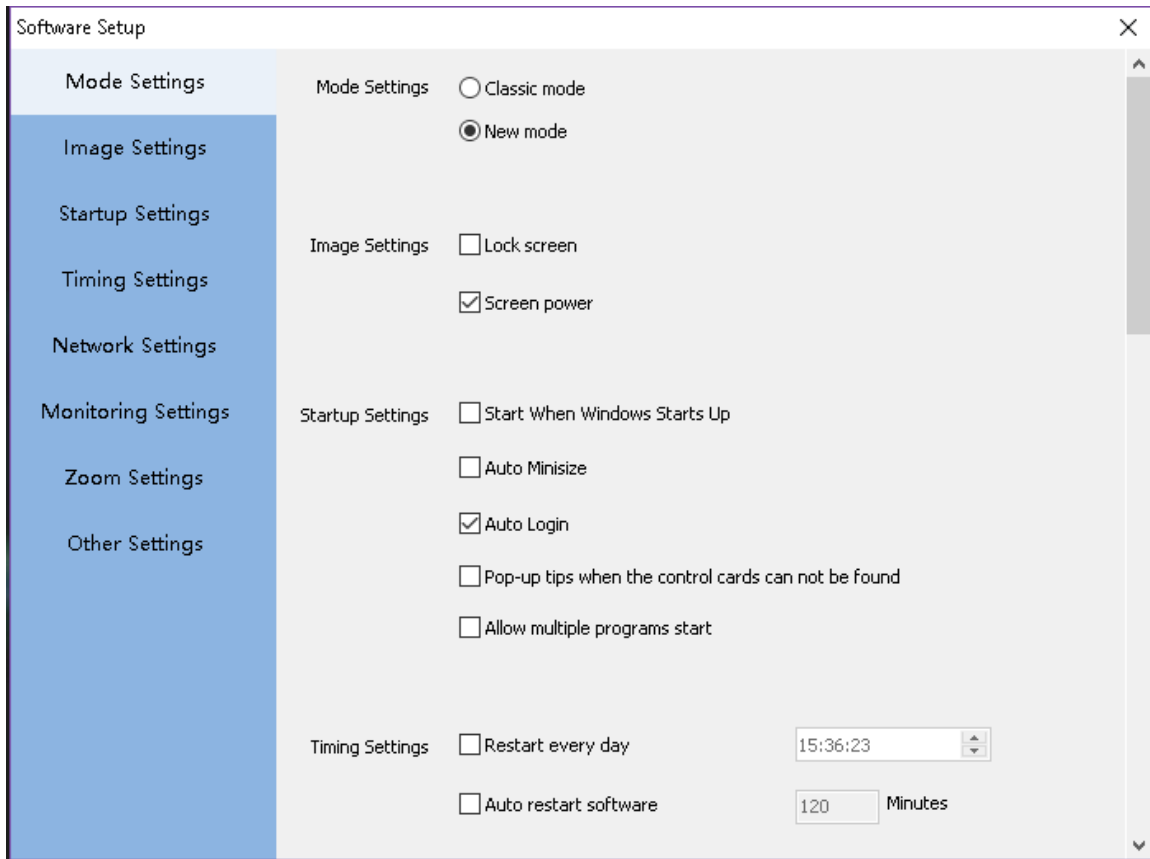 Software Setup
Mode Settings
Image Settings
Startup Settings
Timing Settings
Network Settings
Monitoring Settings
Zoom Settings
Other Settings
Mode Settings
Classic mode
New mode
Image Settings
Lock screen
Screen power
Startup Settings
Start When Windows Starts Up
Auto Minisize
Auto Login
Pop-up tips when the control cards can not be found
Allow multiple programs start
Timing Settings
Restart every day
15:36:23
Auto restart software
120 Minutes